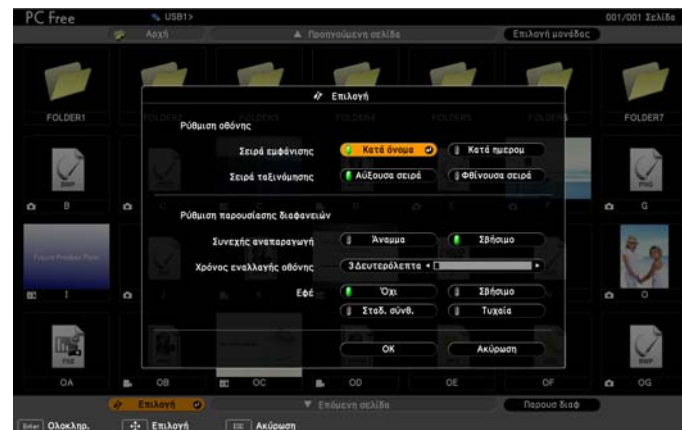 PC Free USB1> 001/001 Σελίδα
Αρχή ▲ Προηγούμενη σελίδα Επιλογή μονάδας
Επιλογή
FOLDER1 FOLDER7
Ρύθμιση οθόνης
Σειρά εμφάνισης Κατά όνομα Κατά ημερομ
Σειρά ταξινόμησης Αύξουσα σειρά Φθίνουσα σειρά
B G
Ρύθμιση παρουσίασης διαφανειών
Συνεχής αναπαραγωγή Άναμμα Σβήσιμο
Χρόνος εναλλαγής οθόνης 3Δευτερόλεπτα
I O
Εφέ Όχι Σβήσιμο
Σταδ. σύνθ. Τυχαία
OK Ακύρωση
OA OB OC OD OE OF OG
Επιλογή ▼ Επόμενη σελίδα Παρουσ διαφ
Enter Ολοκληρ. Επιλογή ESC Ακύρωση